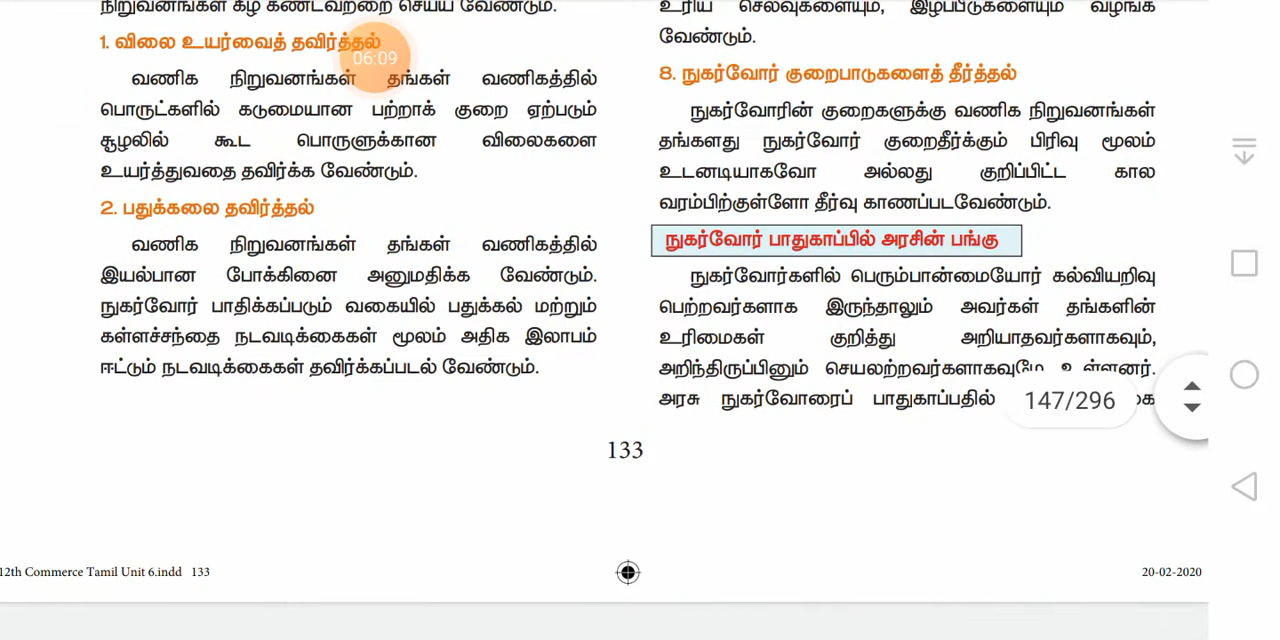 நிறுவனங்கள் கீழ் கண்டவற்றை செய்ய வேண்டும்.
1. விலை உயர்வைத் தவிர்த்தல்
06:09
வணிக நிறுவனங்கள் தங்கள் வணிகத்தில்
பொருட்களில் கடுமையான பற்றாக் குறை ஏற்படும்
சூழலில் கூட பொருளுக்கான விலைகளை
உயர்த்துவதை தவிர்க்க வேண்டும்.
2. பதுக்கலை தவிர்த்தல்
வணிக நிறுவனங்கள் தங்கள் வணிகத்தில்
இயல்பான போக்கினை அனுமதிக்க வேண்டும்.
நுகர்வோர் பாதிக்கப்படும் வகையில் பதுக்கல் மற்றும்
கள்ளச்சந்தை நடவடிக்கைகள் மூலம் அதிக இலாபம்
ஈட்டும் நடவடிக்கைகள் தவிர்க்கப்படல் வேண்டும்.
உரிய செலவுகளையும், இழப்பீடுகளையும் வழங்க
வேண்டும்.
8. நுகர்வோர் குறைபாடுகளைத் தீர்த்தல்
நுகர்வோரின் குறைகளுக்கு வணிக நிறுவனங்கள்
தங்களது நுகர்வோர் குறைதீர்க்கும் பிரிவு மூலம்
உடனடியாகவோ அல்லது குறிப்பிட்ட கால
வரம்பிற்குள்ளோ தீர்வு காணப்படவேண்டும்.
நுகர்வோர் பாதுகாப்பில் அரசின் பங்கு
நுகர்வோர்களில் பெரும்பான்மையோர் கல்வியறிவு
பெற்றவர்களாக இருந்தாலும் அவர்கள் தங்களின்
உரிமைகள் குறித்து அறியாதவர்களாகவும்,
அறிந்திருப்பினும் செயலற்றவர்களாகவுமே உள்ளனர்.
அரசு நுகர்வோரைப் பாதுகாப்பதில்
147/296
133
12th Commerce Tamil Unit 6.indd 133
20-02-2020